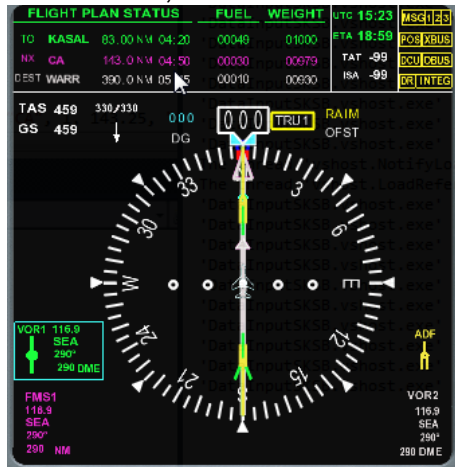 FLIGHT PLAN STATUS FUEL WEIGHT UTC 15:23 MSG 1 2 3
TO KASAL 83.00 NM 04:20 00049 01000 ETA 18:59 POS XBUS
NX CA 143.0 NM 04:50 00030 00979 TAT -99 DCU OBUS
DEST WARR 390.0 NM 00010 00930 ISA -99 DR INTEG
TAS 459 330/330 000 000 TRU1 RAIM
GS 459 DG OFST
33 3
30 6
W E
24 12
21 15
S
VOR1 116.9
SEA
290°
290 DME
ADF
FMS1
116.9
SEA
290°
290 NM
VOR2
116.9
SEA
290°
290 DME